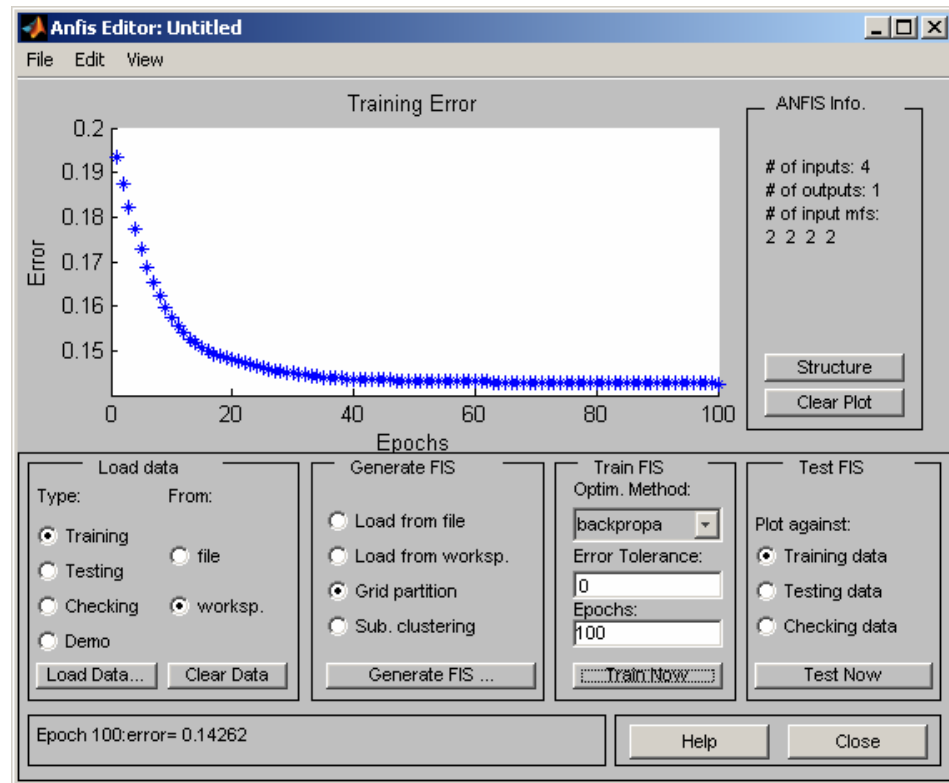 Anfis Editor: Untitled
File Edit View
Training Error
0.2
0.19
0.18
0.17
0.16
0.15
Error
0 20 40 60 80 100
Epochs
ANFIS Info.
# of inputs: 4
# of outputs: 1
# of input mfs:
2 2 2 2
Structure
Clear Plot
Load data
Type: From:
Training
file
Testing
Checking
worksp.
Demo
Load Data... Clear Data
Generate FIS
Load from file
Load from worksp.
Grid partition
Sub. clustering
Generate FIS ...
Train FIS
Optim. Method:
backpropa
Error Tolerance:
0
Epochs:
100
Train Now
Test FIS
Plot against:
Training data
Testing data
Checking data
Test Now
Epoch 100:error= 0.14262
Help Close